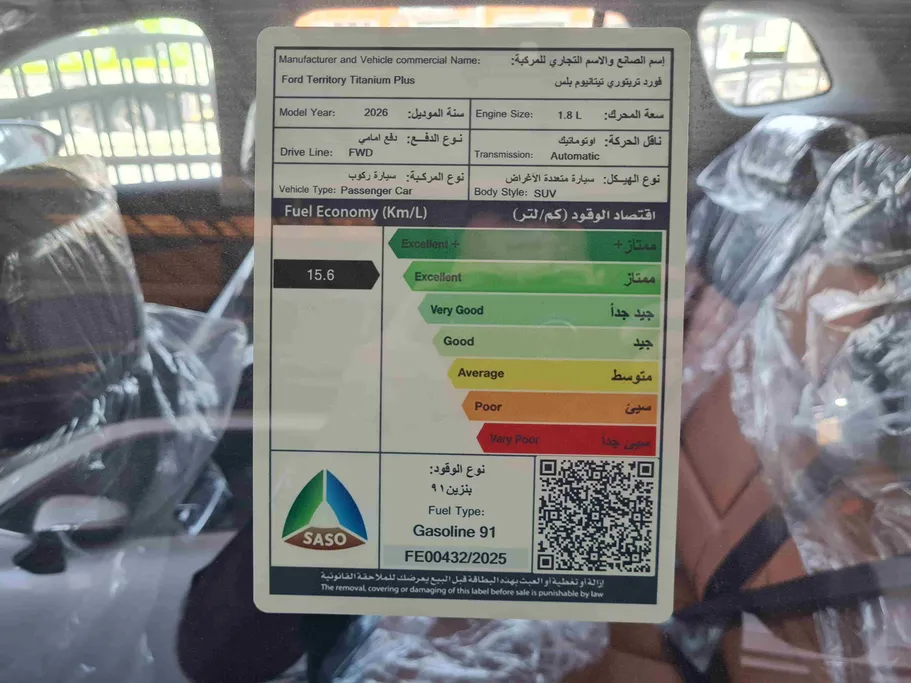 Manufacturer and Vehicle commercial Name: إسم الصانع والاسم التجاري للمركبة:
Ford Territory Titanium Plus فورد تريتوري تيتانيوم بلس
Model Year: 2026 سنة الموديل:
Engine Size: 1.8 L سعة المحرك:
نوع الدفـع: دفع امامي
Drive Line: FWD
ناقل الحركة: اوتوماتيك
Transmission: Automatic
نوع المركبة: سيارة ركوب
Vehicle Type: Passenger Car
نوع الهيكل: سيارة متعددة الأغراض
Body Style: SUV
Fuel Economy (Km/L) اقتصاد الوقود (كم/لتر)
Excellent + ممتاز+
15.6
Excellent ممتاز
Very Good جيد جداً
Good جيد
Average متوسط
Poor سيئ
Very Poor سيئ جداً
نوع الوقود:
بنزين ٩١
Fuel Type:
Gasoline 91
FE00432/2025
SASO
إزالة أو تغطية أو العبث بهذه البطاقة قبل البيع يعرضك للملاحقة القانونية
The removal, covering or damaging of this label before sale is punishable by law